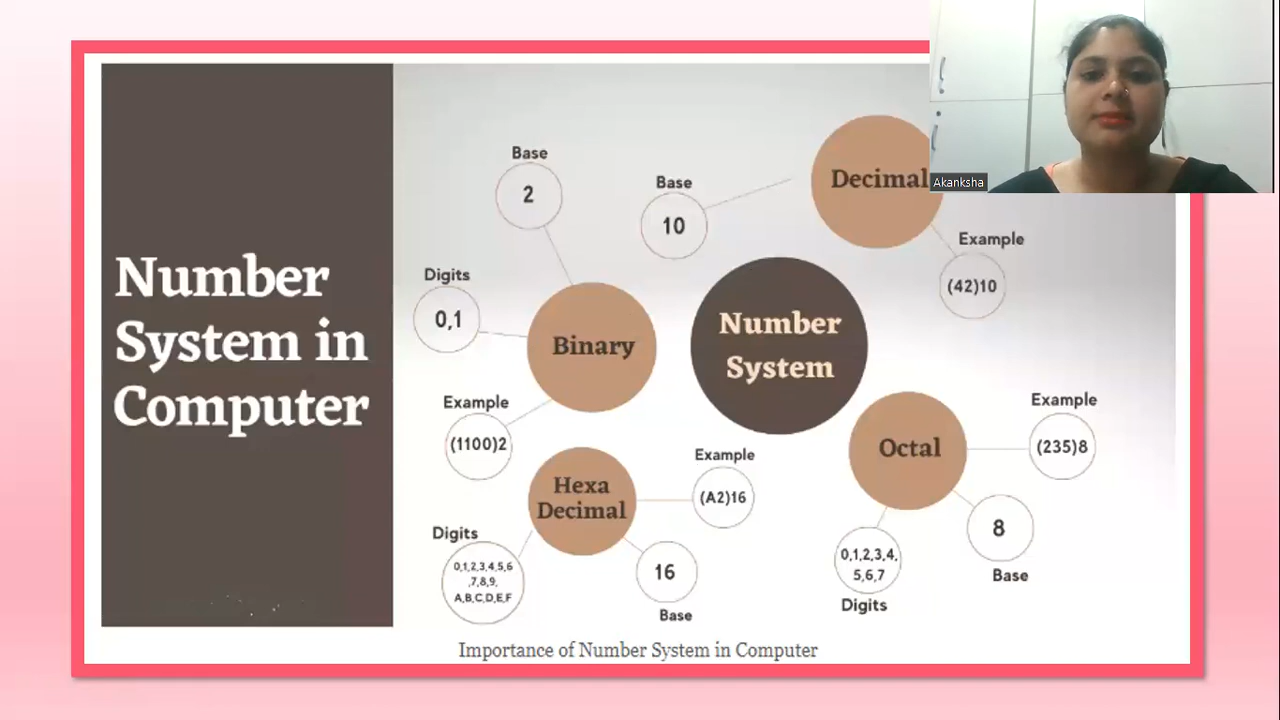 Number
System in
Computer
Base
2
Digits
0,1
Binary
Example
(1100)2
Base
10
Decimal
Example
(42)10
Akanksha
Number
System
Hexa
Decimal
Example
(A2)16
Digits
0,1,2,3,4,5,6
,7,8,9,
A,B,C,D,E,F
16
Base
Octal
Example
(235)8
8
Base
0,1,2,3,4,
5,6,7
Digits
Importance of Number System in Computer